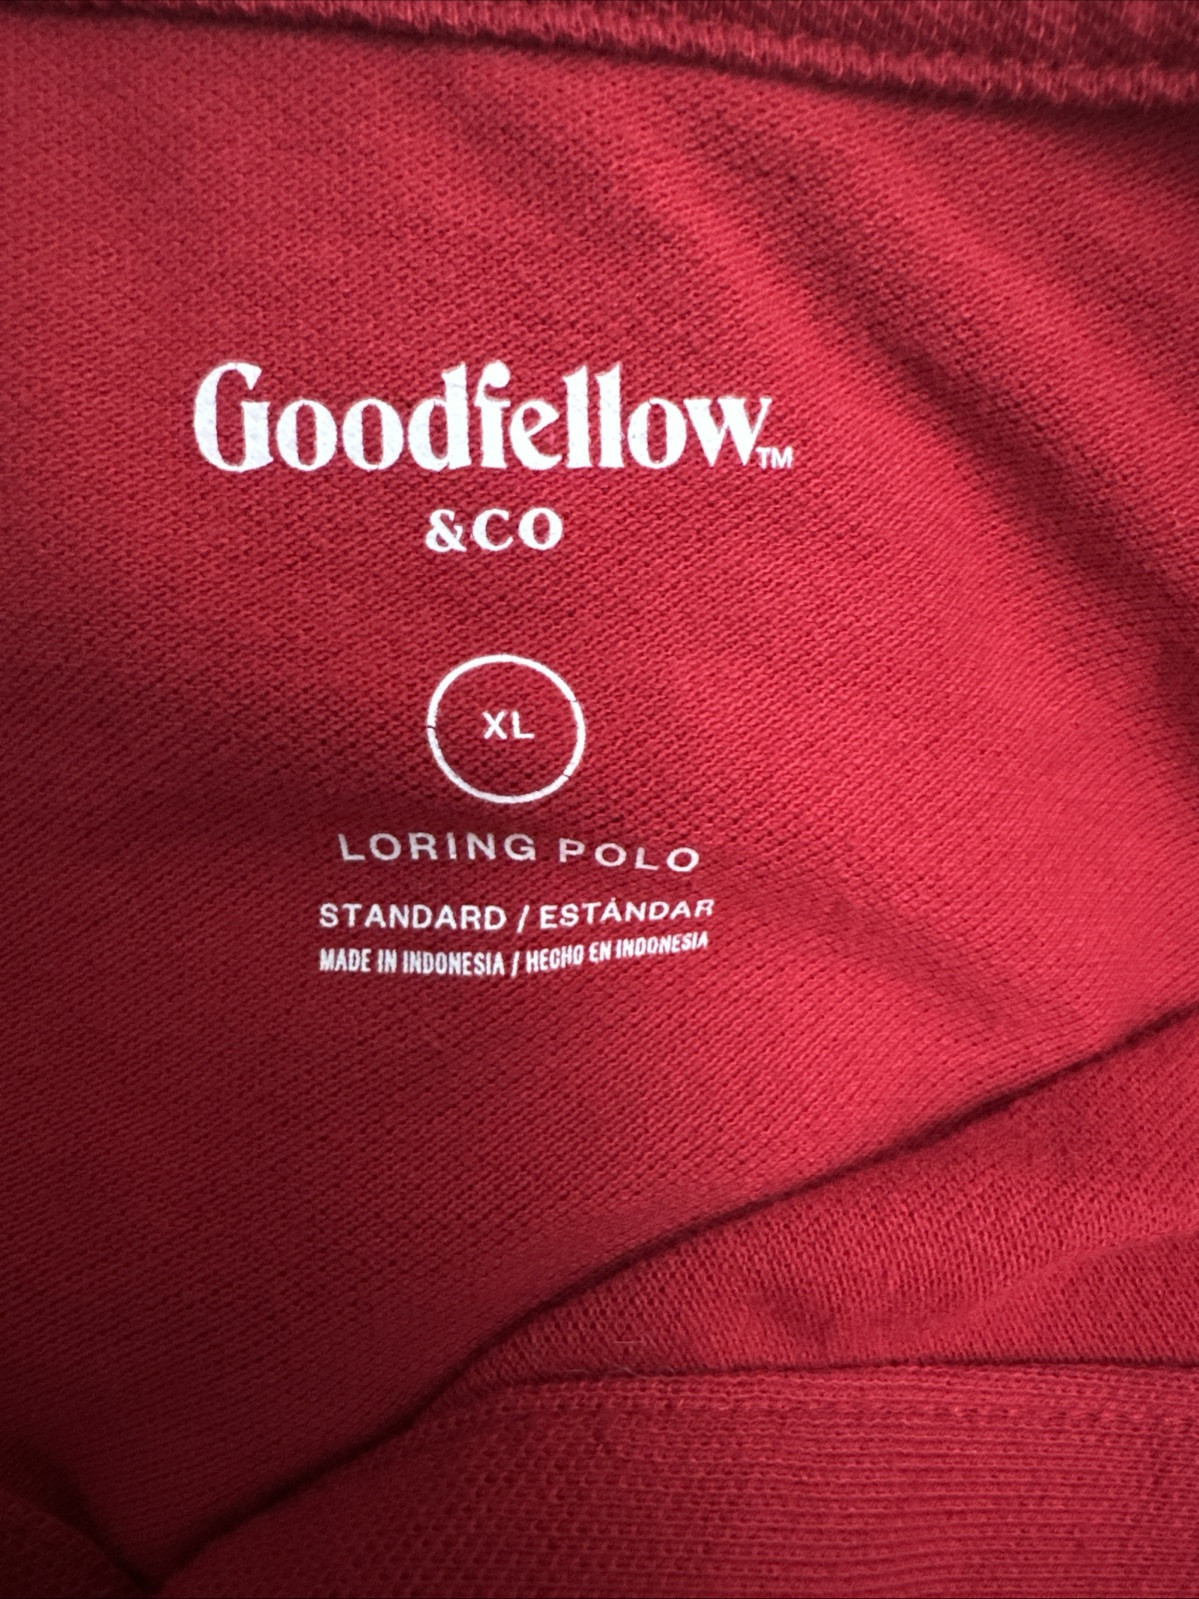 Goodfellow™
&CO
XL
LORING POLO
STANDARD / ESTÁNDAR
MADE IN INDONESIA / HECHO EN INDONESIA